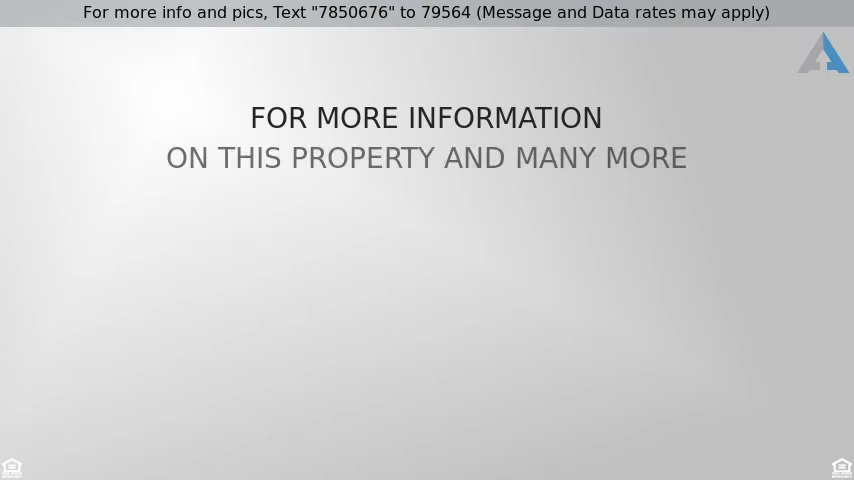 For more info and pics, Text "7850676" to 79564 (Message and Data rates may apply)
FOR MORE INFORMATION
ON THIS PROPERTY AND MANY MORE